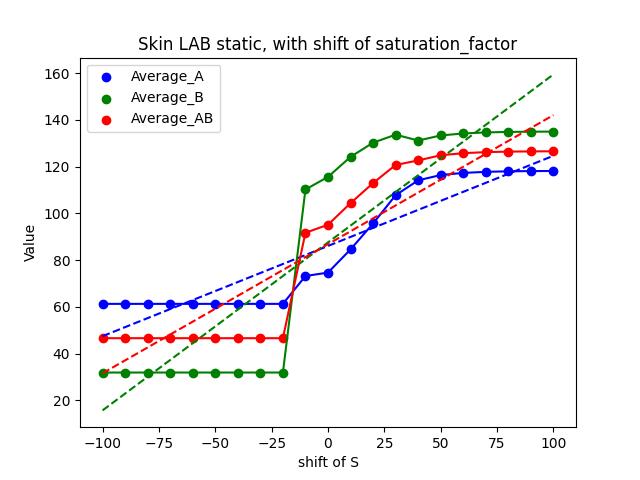 Skin LAB static, with shift of saturation_factor
Average_A
Average_B
Average_AB
160
140
120
100
80
60
40
20
Value
−100
−75
−50
−25
0
25
50
75
100
shift of S